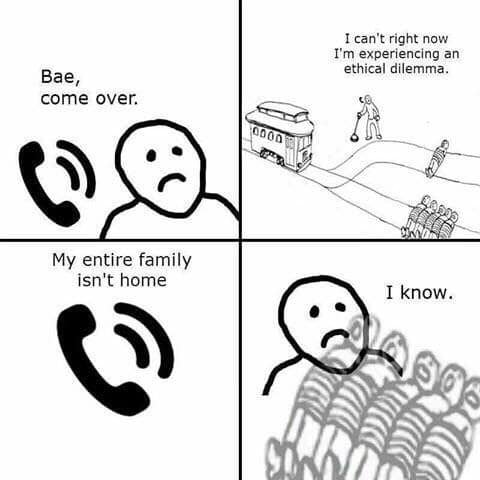 Bae,
come over.
I can't right now
I'm experiencing an
ethical dilemma.
My entire family
isn't home
I know.